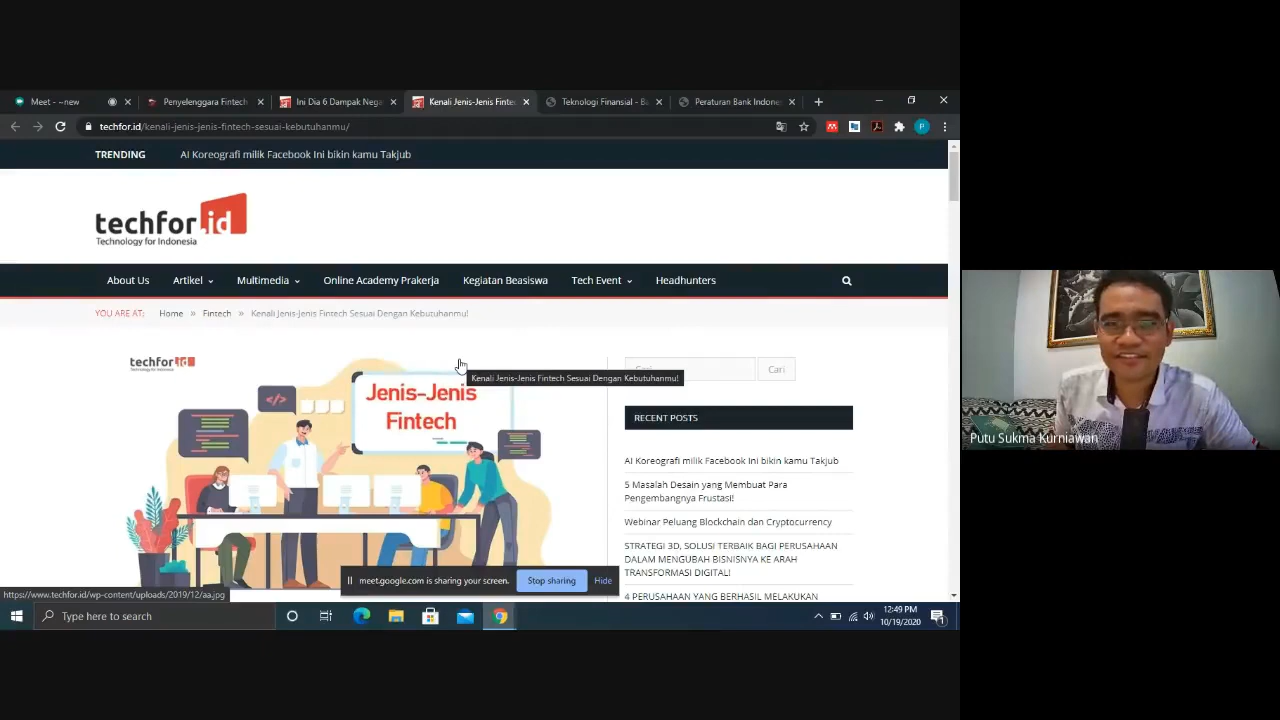 Meet - ~new
Penyelenggara Fintech
Ini Dia 6 Dampak Nega
Kenali Jenis-Jenis Finte
Teknologi Finansial - Ba
Peraturan Bank Indone
techfor.id/kenali-jenis-jenis-fintech-sesuai-kebutuhanmu/
P
TRENDING
AI Koreografi milik Facebook Ini bikin kamu Takjub
techfor.id
Technology for Indonesia
About Us
Artikel
Multimedia
Online Academy Prakerja
Kegiatan Beasiswa
Tech Event
Headhunters
YOU ARE AT: Home » Fintech » Kenali Jenis-Jenis Fintech Sesuai Dengan Kebutuhanmu!
techfor.id
Technology for Indonesia
Jenis-Jenis
Fintech
Kenali Jenis-Jenis Fintech Sesuai Dengan Kebutuhanmu!
Cari
RECENT POSTS
AI Koreografi milik Facebook Ini bikin kamu Takjub
5 Masalah Desain yang Membuat Para
Pengembangnya Frustasi!
Webinar Peluang Blockchain dan Cryptocurrency
STRATEGI 3D, SOLUSI TERBAIK BAGI PERUSAHAAN
DALAM MENGUBAH BISNISNYA KE ARAH
TRANSFORMASI DIGITAL!
4 PERUSAHAAN YANG BERHASIL MELAKUKAN
meet.google.com is sharing your screen.
Stop sharing
Hide
https://www.techfor.id/wp-content/uploads/2019/12/aa.jpg
Type here to search
12:49 PM
10/19/2020
1
Putu Sukma Kurniawan